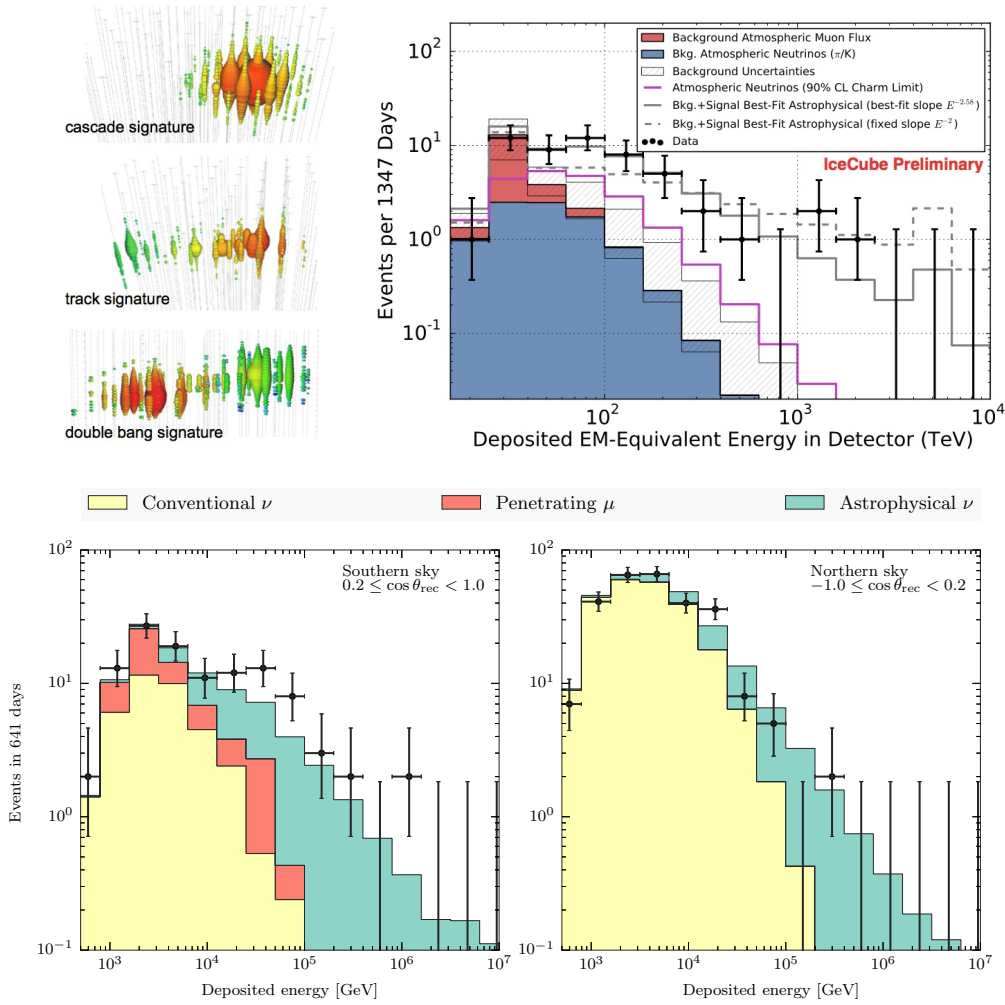 cascade signature
track signature
double bang signature
Background Atmospheric Muon Flux
Bkg. Atmospheric Neutrinos (π/K)
Background Uncertainties
Atmospheric Neutrinos (90% CL Charm Limit)
Bkg.+Signal Best-Fit Astrophysical (best-fit slope E^-2.58)
Bkg.+Signal Best-Fit Astrophysical (fixed slope E^-2)
Data
IceCube Preliminary
Events per 1347 Days
10^2
10^1
10^0
10^-1
10^2
10^3
10^4
Deposited EM-Equivalent Energy in Detector (TeV)
Conventional ν
Penetrating μ
Astrophysical ν
Events in 641 days
10^2
10^1
10^0
10^-1
Southern sky
0.2 ≤ cos θ_rec < 1.0
10^3
10^4
10^5
10^6
10^7
Deposited energy [GeV]
10^2
10^1
10^0
10^-1
Northern sky
−1.0 ≤ cos θ_rec < 0.2
10^3
10^4
10^5
10^6
10^7
Deposited energy [GeV]